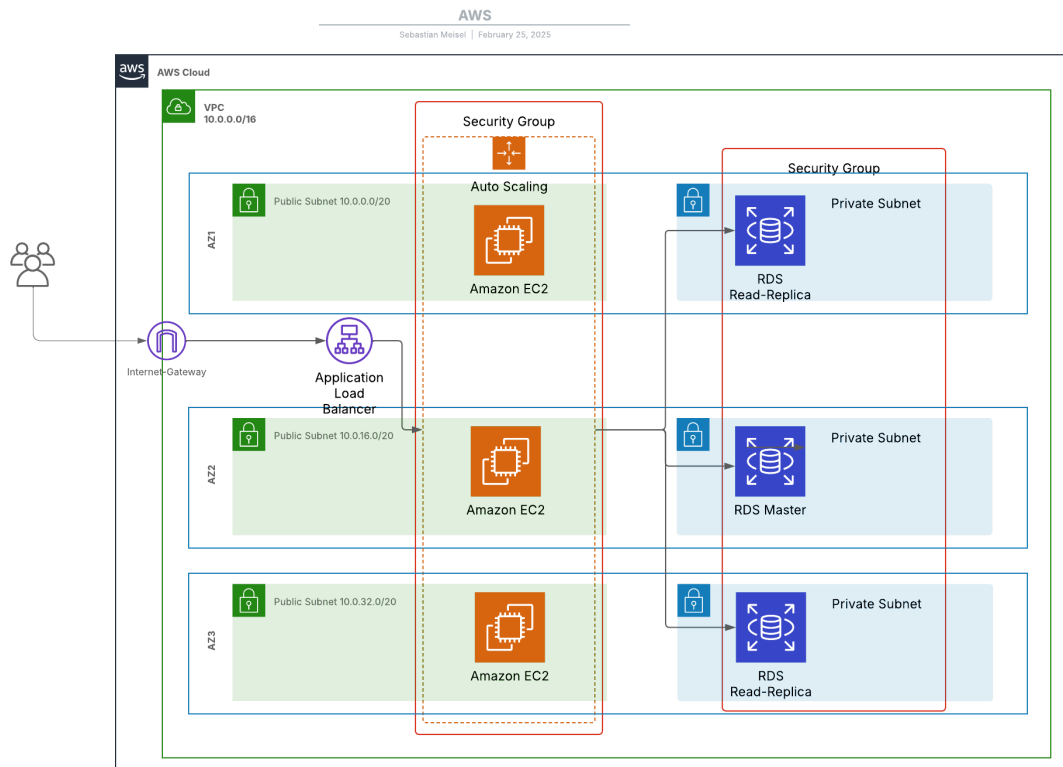 AWS
Sebastian Meisel | February 25, 2025
aws
AWS Cloud
VPC
10.0.0.0/16
Security Group
Auto Scaling
Security Group
AZ1
Public Subnet 10.0.0.0/20
Amazon EC2
Private Subnet
RDS
Read-Replica
Internet-Gateway
Application
Load
Balancer
AZ2
Public Subnet 10.0.16.0/20
Amazon EC2
Private Subnet
RDS Master
AZ3
Public Subnet 10.0.32.0/20
Amazon EC2
Private Subnet
RDS
Read-Replica